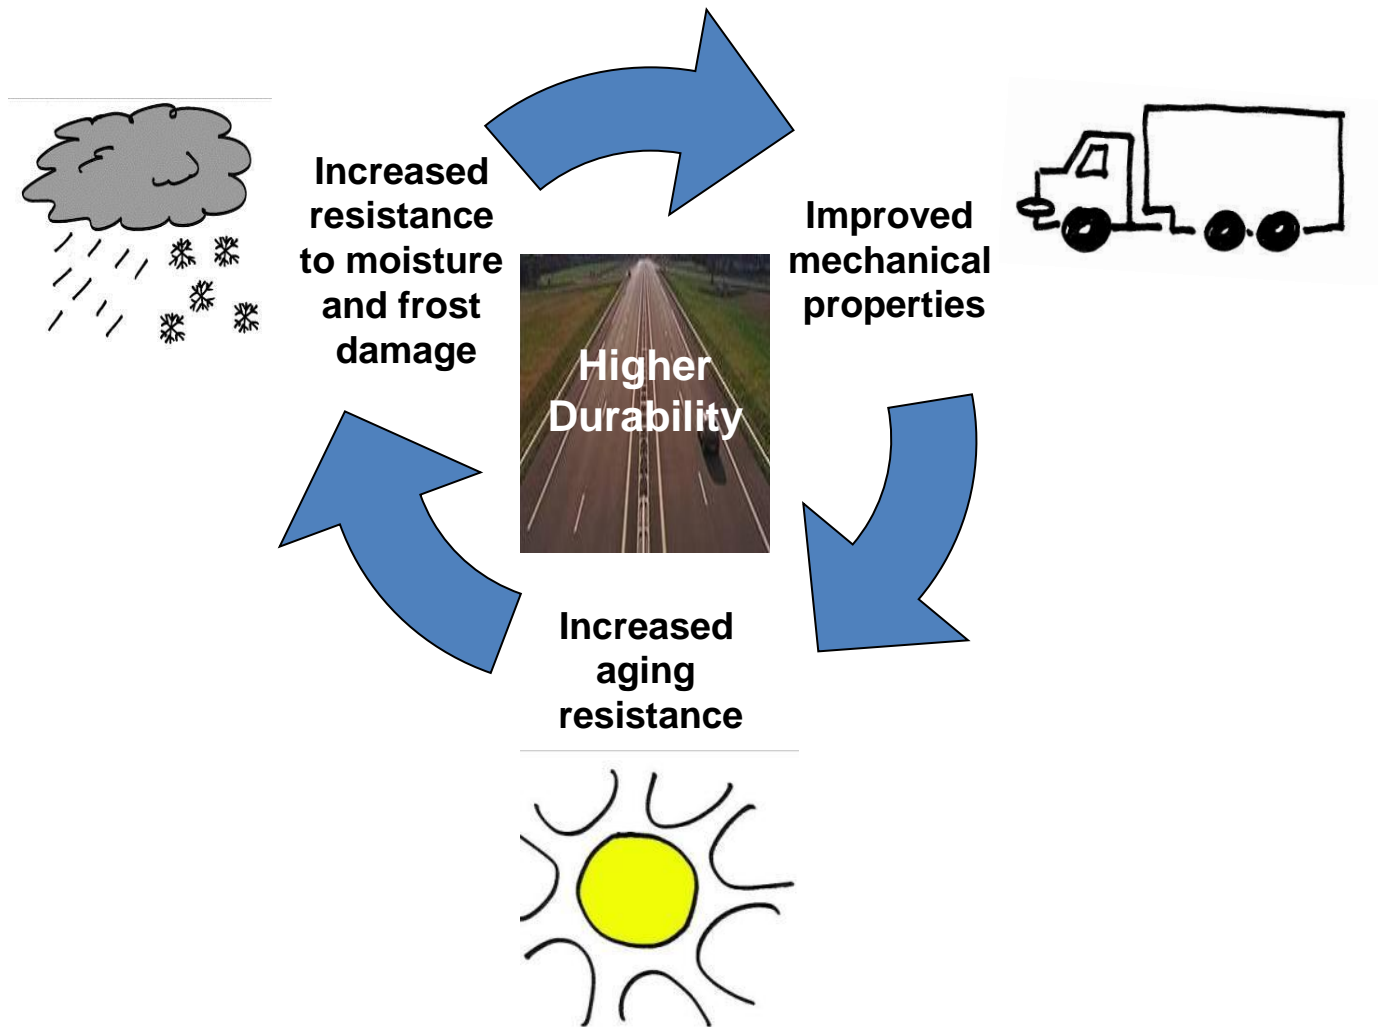 Increased
resistance
to moisture
and frost
damage
Improved
mechanical
properties
Higher
Durability
Increased
aging
resistance